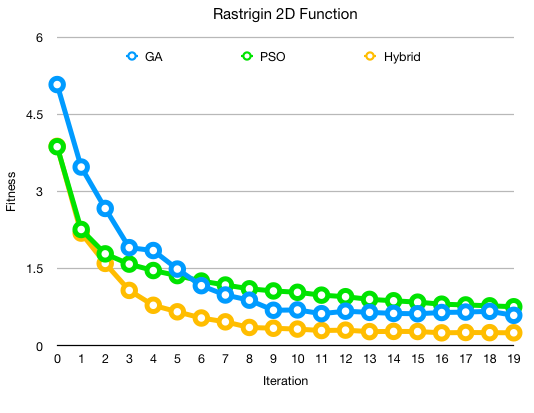 Rastrigin 2D Function
GA PSO Hybrid
6
4.5
3
1.5
0
Fitness
0 1 2 3 4 5 6 7 8 9 10 11 12 13 14 15 16 17 18 19
Iteration